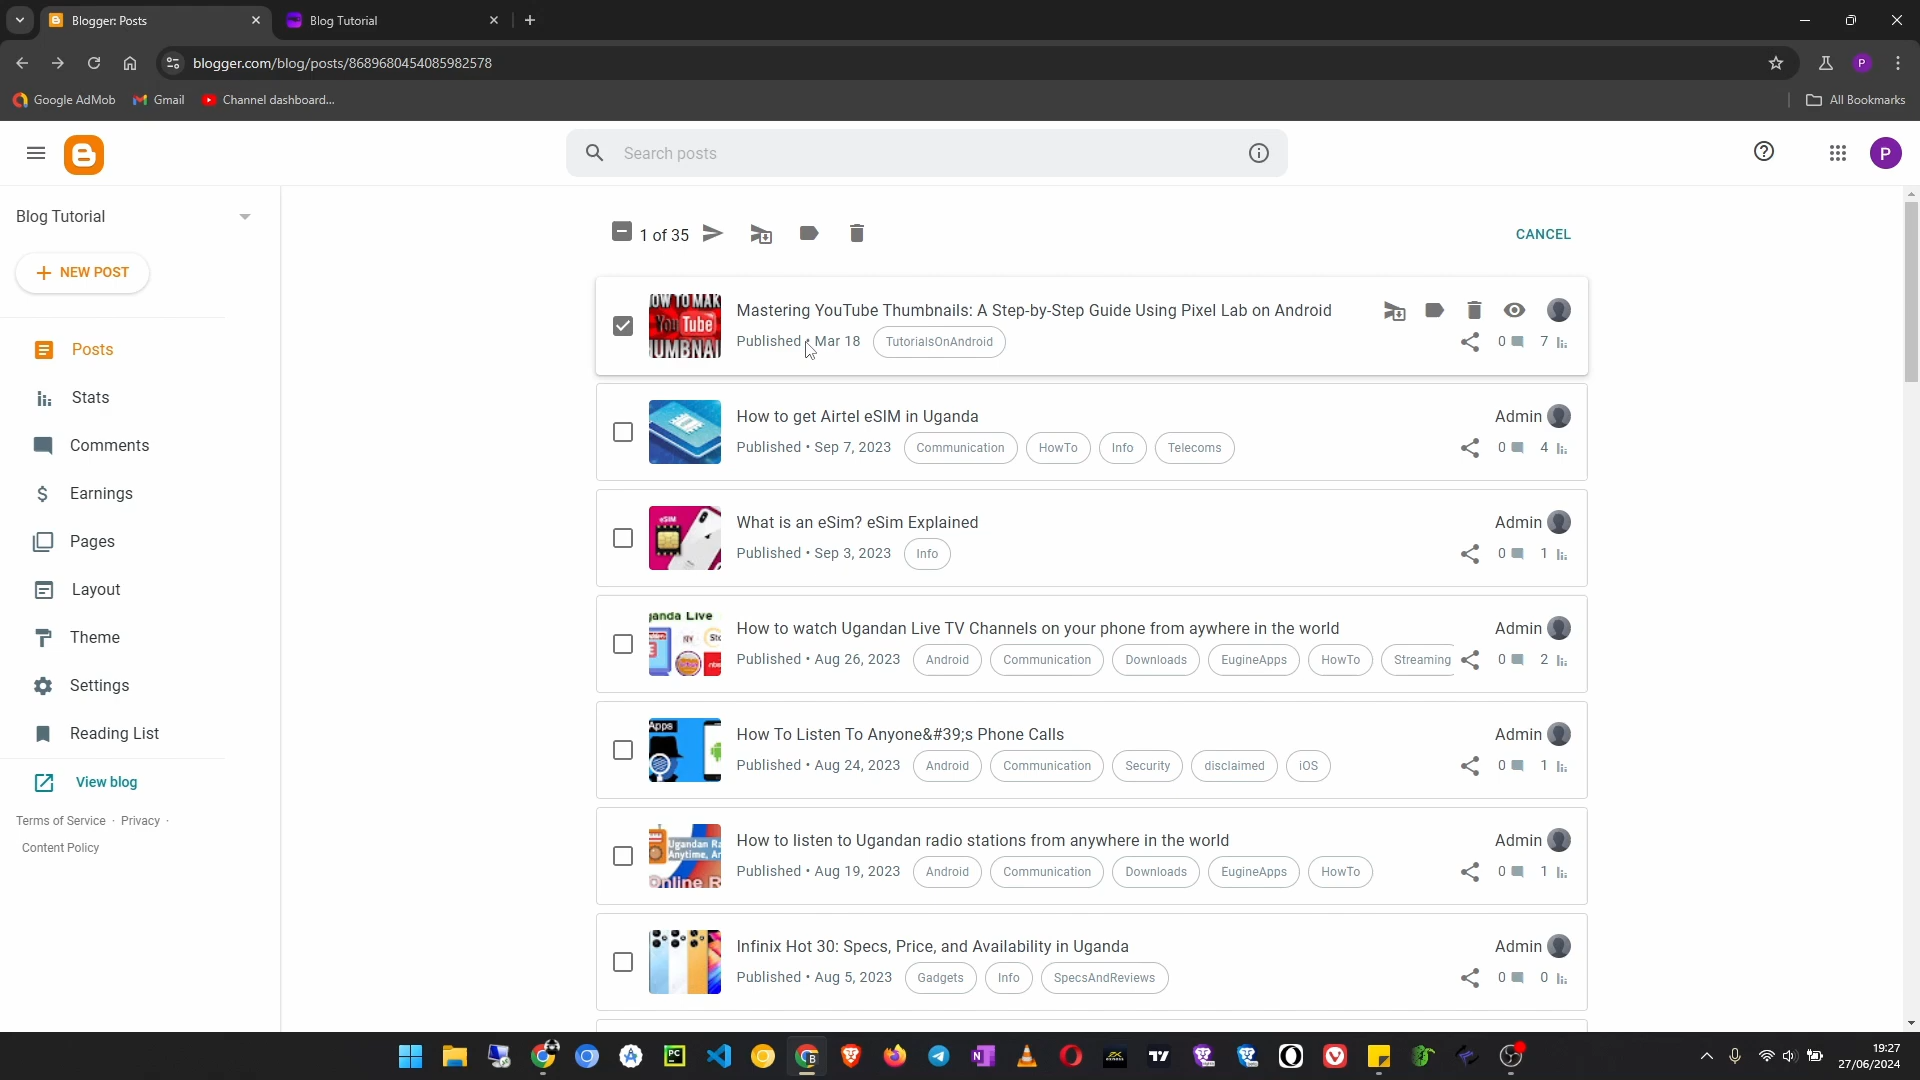 Blogger: Posts
Blog Tutorial
blogger.com/blog/posts/8689680454085982578
P
Google AdMob
Gmail
Channel dashboard...
All Bookmarks
Search posts
P
Blog Tutorial
NEW POST
Posts
Stats
Comments
Earnings
Pages
Layout
Theme
Settings
Reading List
View blog
Terms of Service · Privacy ·
Content Policy
1 of 35
CANCEL
Mastering YouTube Thumbnails: A Step-by-Step Guide Using Pixel Lab on Android
Published • Mar 18 TutorialsOnAndroid
0 7
How to get Airtel eSIM in Uganda
Admin
Published • Sep 7, 2023 Communication HowTo Info Telecoms
0 4
What is an eSim? eSim Explained
Admin
Published • Sep 3, 2023 Info
0 1
How to watch Ugandan Live TV Channels on your phone from aywhere in the world
Admin
Published • Aug 26, 2023 Android Communication Downloads EugineApps HowTo Streaming
0 2
How To Listen To Anyone&#39;s Phone Calls
Admin
Published • Aug 24, 2023 Android Communication Security disclaimed iOS
0 1
How to listen to Ugandan radio stations from anywhere in the world
Admin
Published • Aug 19, 2023 Android Communication Downloads EugineApps HowTo
0 1
Infinix Hot 30: Specs, Price, and Availability in Uganda
Admin
Published • Aug 5, 2023 Gadgets Info SpecsAndReviews
0 0
19:27
27/06/2024